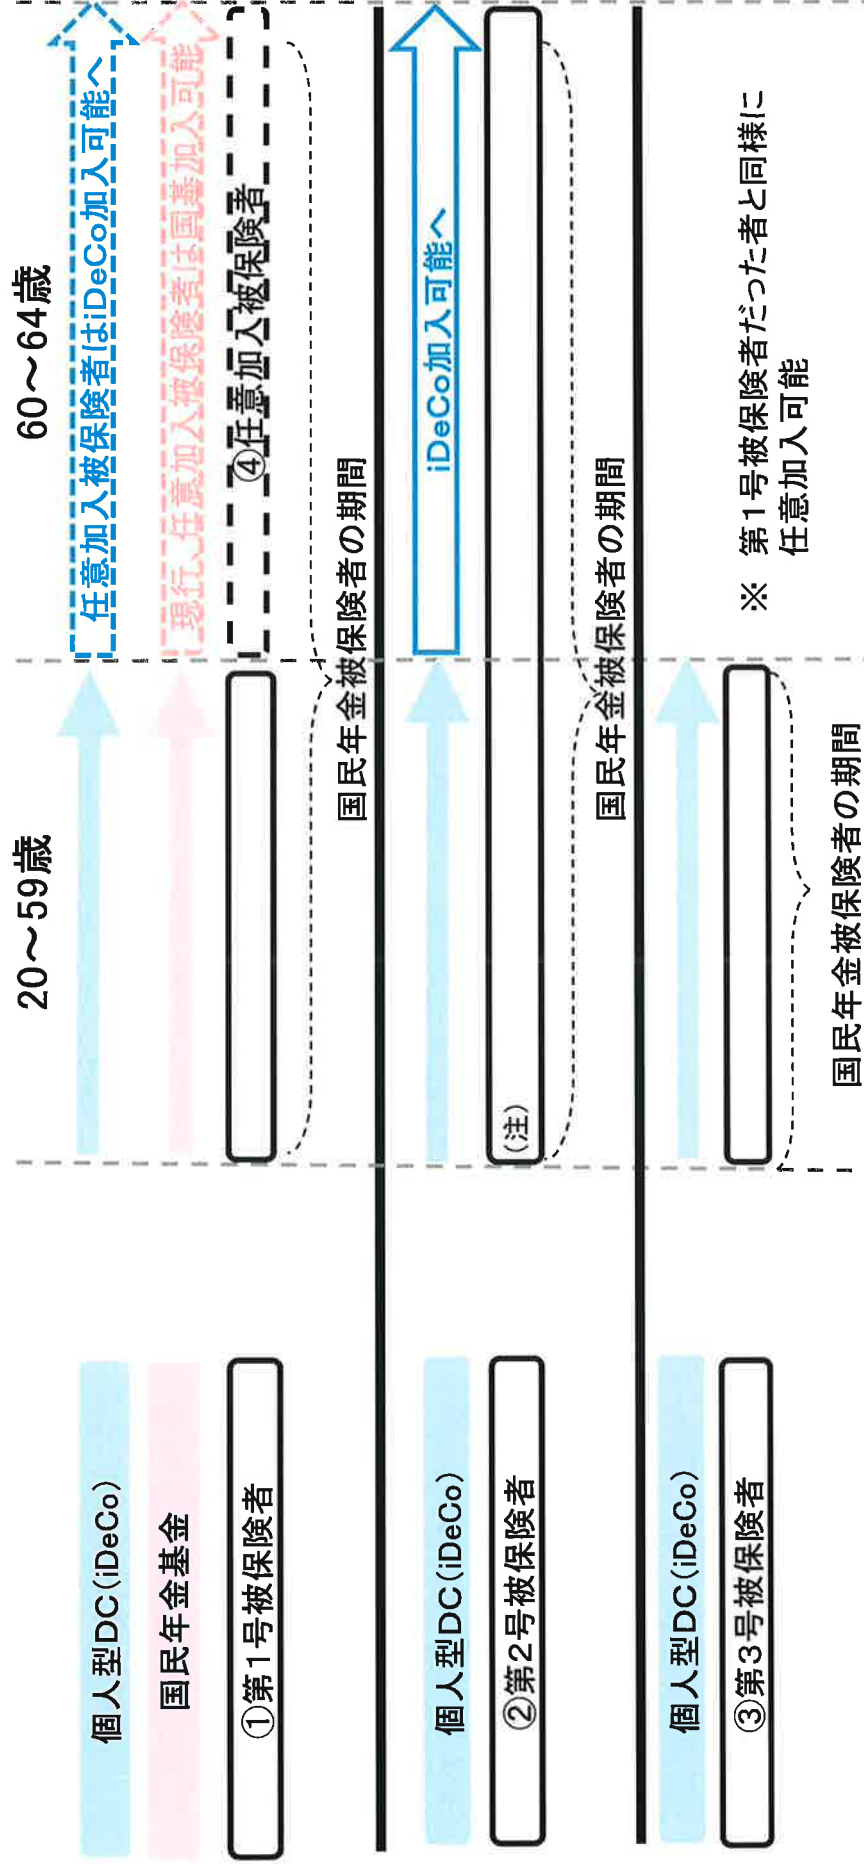 20～59歳
60～64歳
個人型DC(iDeCo)
任意加入被保険者はiDeCo加入可能へ
国民年金基金
現行、任意加入被保険者は国基加入可能
①第1号被保険者
④任意加入被保険者
国民年金被保険者の期間
個人型DC(iDeCo)
iDeCo加入可能へ
②第2号被保険者
(注)
国民年金被保険者の期間
個人型DC(iDeCo)
③第3号被保険者
※ 第1号被保険者だった者と同様に
任意加入可能
国民年金被保険者の期間